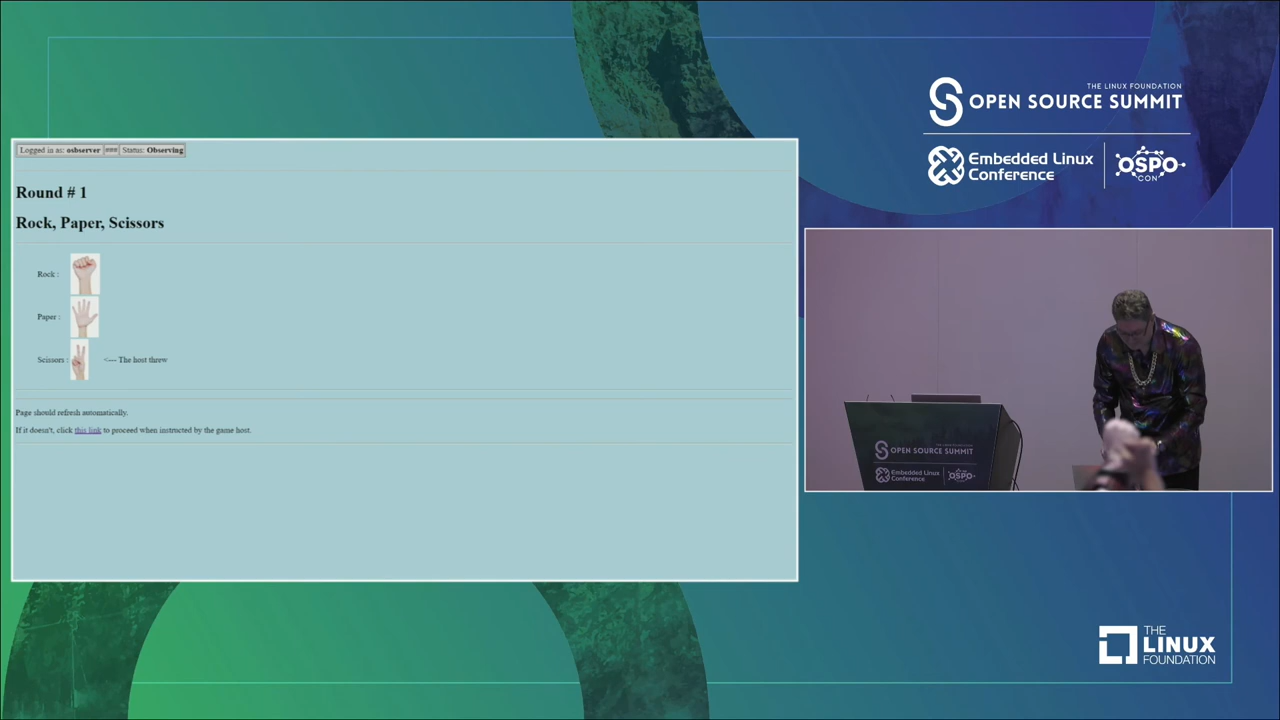 THE LINUX FOUNDATION
OPEN SOURCE SUMMIT
Embedded Linux Conference
OSPO CON
Logged in as: osbserver ### Status: Observing
Round # 1
Rock, Paper, Scissors
Rock :
Paper :
Scissors : <--- The host threw
Page should refresh automatically.
If it doesn't, click this link to proceed when instructed by the game host.
OPEN SOURCE SUMMIT
Embedded Linux Conference
OSPO CON
THE LINUX FOUNDATION